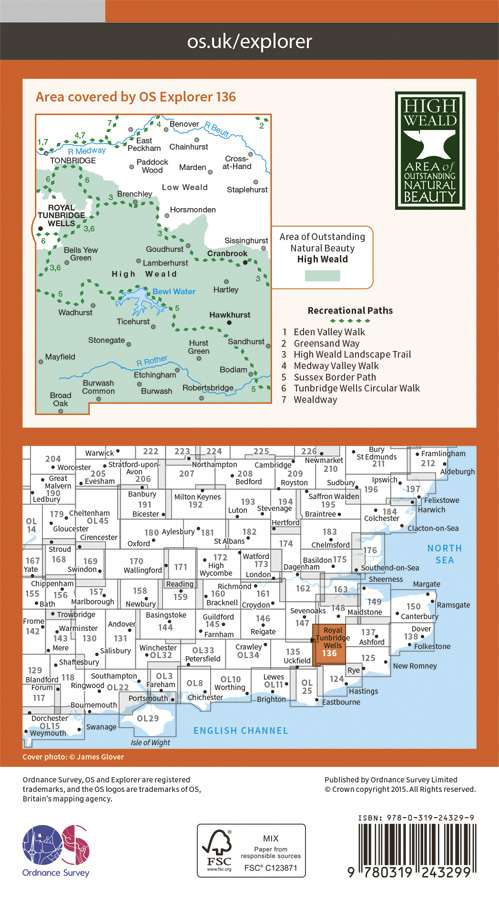 os.uk/explorer
Area covered by OS Explorer 136
HIGH
WEALD
AREA of
OUTSTANDING
NATURAL
BEAUTY
7
4
Benover
R Beult
2
4,7
East
Peckham
Chainhurst
1,7
R Medway
TONBRIDGE
Paddock
Wood
Marden
Cross-
at-Hand
Low Weald
Staplehurst
6
6
Brenchley
3
ROYAL
TUNBRIDGE
WELLS
Horsmonden
3,6
6
Sissinghurst
Bells Yew
Green
Goudhurst
Cranbrook
Lamberhurst
3,6
High Weald
3
Hartley
5
Bewl Water
Wadhurst
5
Hawkhurst
Ticehurst
Stonegate
Hurst
Green
Sandhurst
Mayfield
R Rother
Etchingham
Bodiam
Burwash
Common
Burwash
Robertsbridge
5
Broad
Oak
Area of Outstanding
Natural Beauty
High Weald
Recreational Paths
1 Eden Valley Walk
2 Greensand Way
3 High Weald Landscape Trail
4 Medway Valley Walk
5 Sussex Border Path
6 Tunbridge Wells Circular Walk
7 Wealdway
204
Worcester
Warwick
222
223
224
225
226
Bury
St Edmunds
211
Framlingham
212
Aldeburgh
205
Stratford-upon-
Avon
206
207
Northampton
208
Bedford
Cambridge
209
Royston
Newmarket
210
Great
Malvern
190
Ledbury
Evesham
Banbury
191
Milton Keynes
192
193
194
Sudbury
Saffron Walden
195
Ipswich
196
197
Felixstowe
Harwich
OL
14
179
Cheltenham
Gloucester
OL45
Cirencester
Bicester
180
Oxford
Aylesbury
181
Luton
182
St Albans
Stevenage
Hertford
Braintree
183
Chelmsford
184
Colchester
Clacton-on-Sea
167
Yate
Stroud
168
169
Swindon
170
Wallingford
171
172
High
Wycombe
Watford
173
London
174
Dagenham
Basildon
175
176
Southend-on-Sea
NORTH
SEA
155
Bath
Chippenham
156
157
Marlborough
158
Newbury
Reading
159
Richmond
160
Bracknell
161
Croydon
162
163
Sheerness
Margate
Ramsgate
Frome
142
Trowbridge
143
Warminster
Mere
130
Andover
131
Basingstoke
144
Guildford
145
Farnham
146
Reigate
Sevenoaks
147
148
149
Maidstone
150
Canterbury
Royal
Tunbridge
Wells
136
137
Ashford
Dover
138
Folkestone
129
Blandford
Forum
117
118
Shaftesbury
Salisbury
Winchester
OL32
OL33
Petersfield
Crawley
OL34
135
Uckfield
125
Rye
New Romney
Ringwood
Southampton
OL22
OL3
Fareham
OL8
Chichester
OL10
Worthing
Lewes
OL11
Brighton
OL
25
124
Hastings
Eastbourne
Dorchester
OL15
Weymouth
Bournemouth
Swanage
Portsmouth
OL29
Isle of Wight
ENGLISH CHANNEL
Cover photo: © James Glover
Ordnance Survey, OS and Explorer are registered
trademarks, and the OS logos are trademarks of OS,
Britain's mapping agency.
Published by Ordnance Survey Limited
© Crown copyright 2015. All Rights reserved.
OS
Ordnance Survey
FSC
www.fsc.org
MIX
Paper from
responsible sources
FSC® C123871
ISBN: 978-0-319-24329-9
9 780319 243299